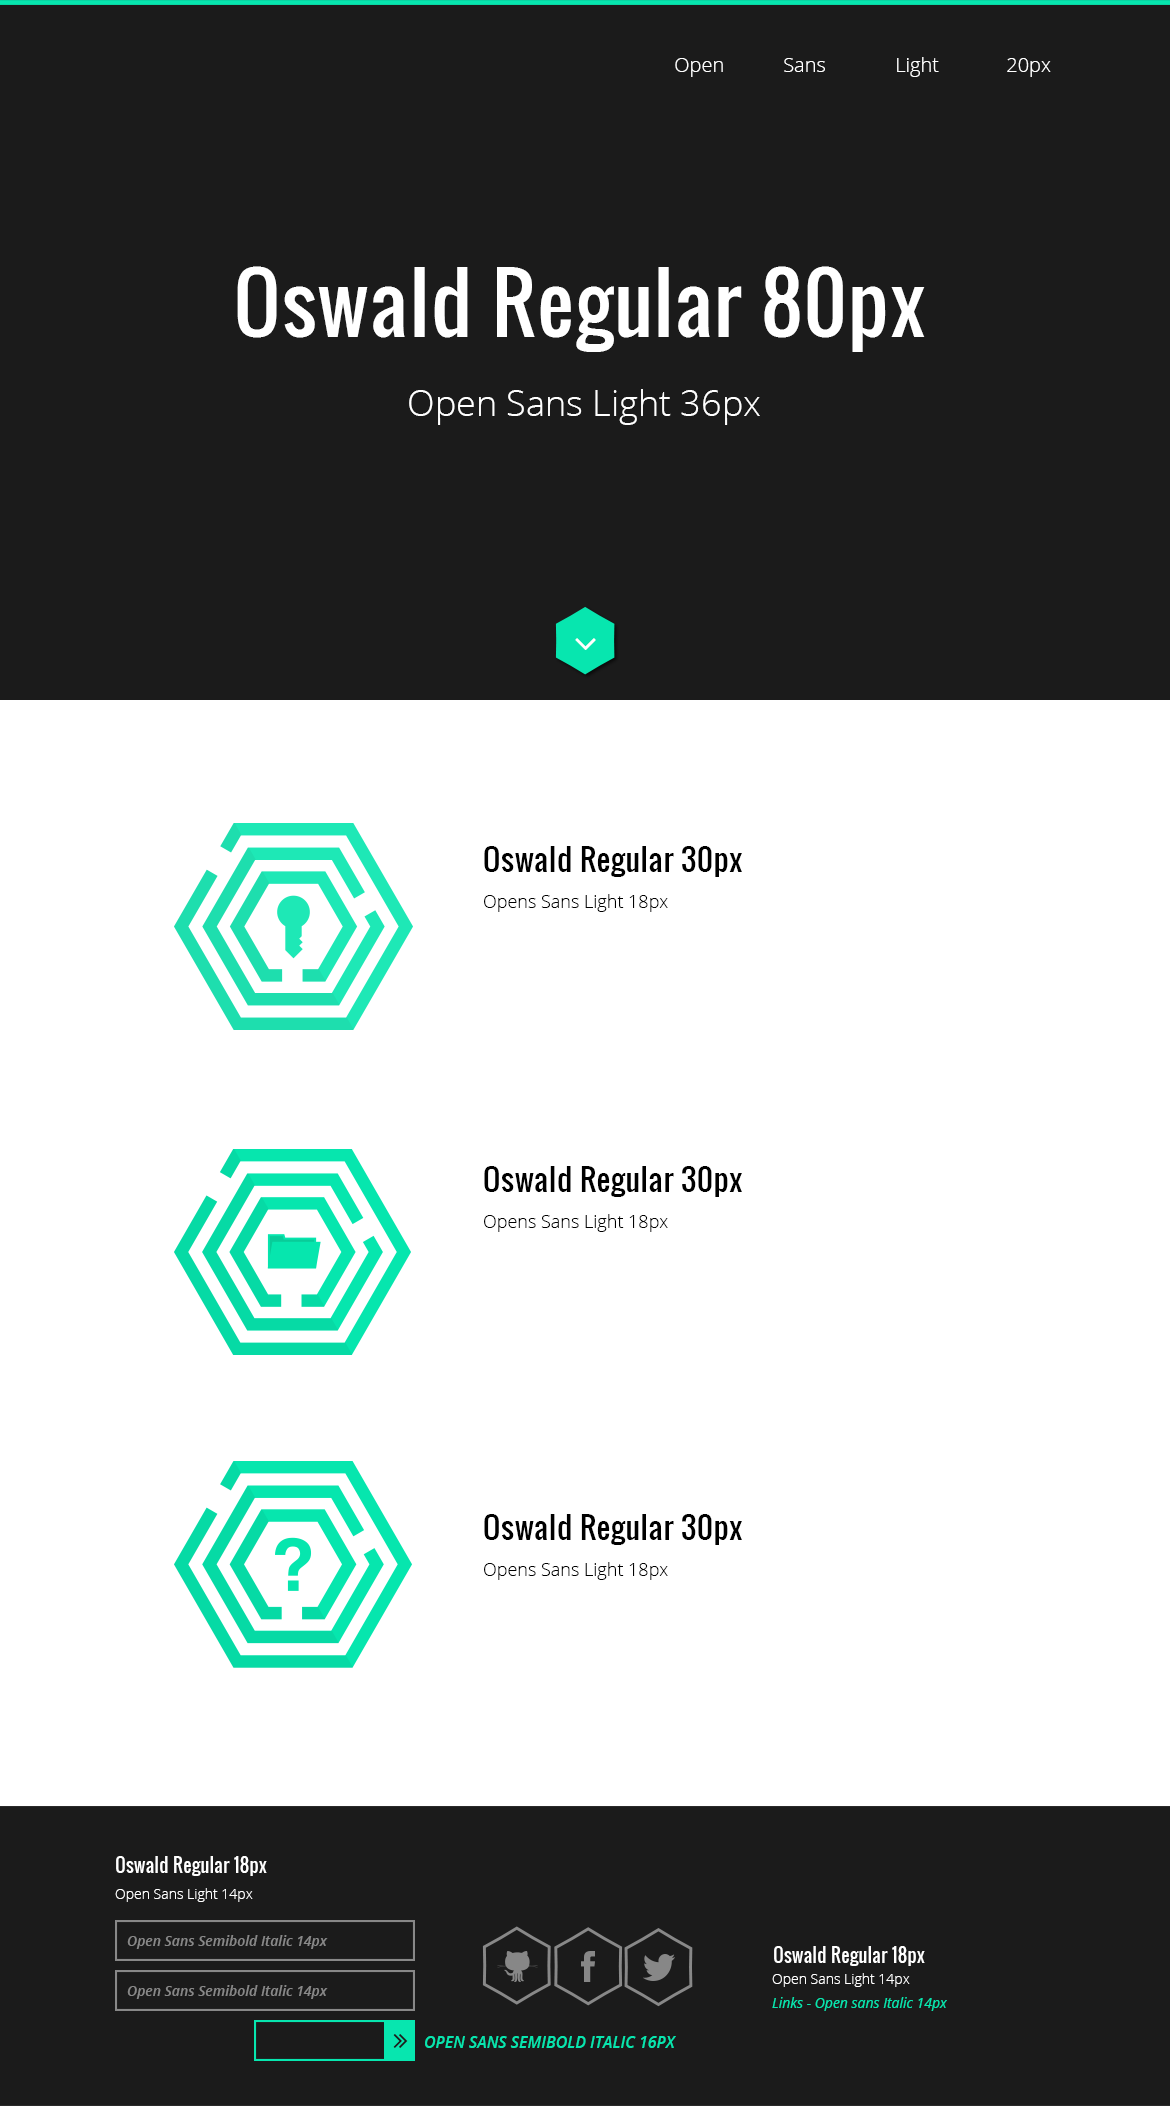 Open Sans Light 20px
Oswald Regular 80px
Open Sans Light 36px
Oswald Regular 30px
Opens Sans Light 18px
Oswald Regular 30px
Opens Sans Light 18px
?
Oswald Regular 30px
Opens Sans Light 18px
Oswald Regular 18px
Open Sans Light 14px
Open Sans Semibold Italic 14px
Open Sans Semibold Italic 14px
OPEN SANS SEMIBOLD ITALIC 16PX
f
Oswald Regular 18px
Open Sans Light 14px
Links - Open sans Italic 14px